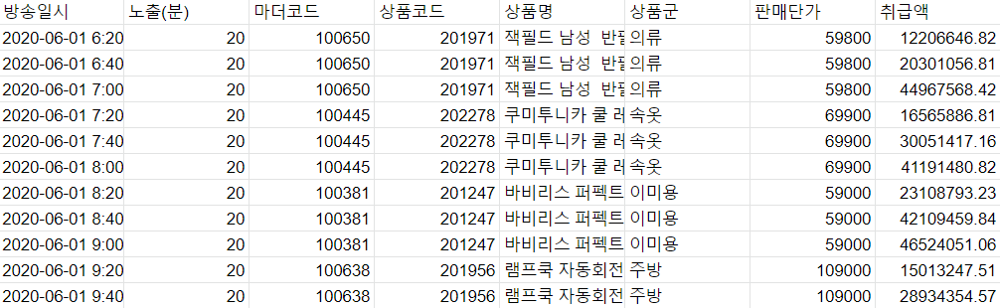 방송일시 노출(분) 마더코드 상품코드 상품명 상품군 판매단가 취급액
2020-06-01 6:20 20 100650 201971 잭필드 남성 반팔 의류 59800 12206646.82
2020-06-01 6:40 20 100650 201971 잭필드 남성 반팔 의류 59800 20301056.81
2020-06-01 7:00 20 100650 201971 잭필드 남성 반팔 의류 59800 44967568.42
2020-06-01 7:20 20 100445 202278 쿠미투니카 쿨 레 속옷 69900 16565886.81
2020-06-01 7:40 20 100445 202278 쿠미투니카 쿨 레 속옷 69900 30051417.16
2020-06-01 8:00 20 100445 202278 쿠미투니카 쿨 레 속옷 69900 41191480.82
2020-06-01 8:20 20 100381 201247 바비리스 퍼펙트 이미용 59000 23108793.23
2020-06-01 8:40 20 100381 201247 바비리스 퍼펙트 이미용 59000 42109459.84
2020-06-01 9:00 20 100381 201247 바비리스 퍼펙트 이미용 59000 46524051.06
2020-06-01 9:20 20 100638 201956 램프쿡 자동회전 주방 109000 15013247.51
2020-06-01 9:40 20 100638 201956 램프쿡 자동회전 주방 109000 28934354.57